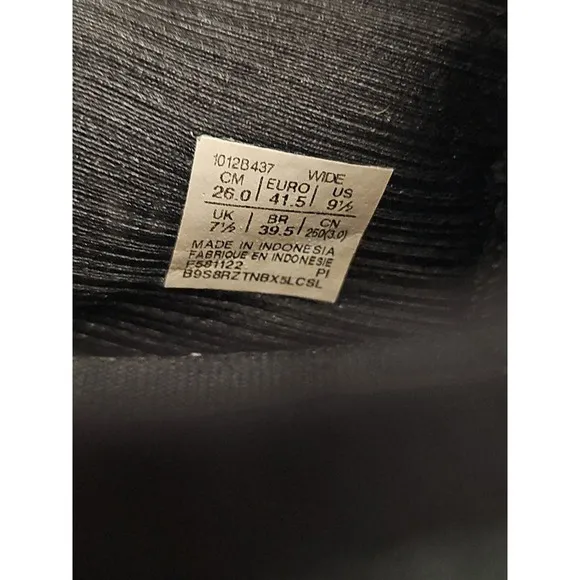 1012B437 WIDE
CM EURO US
26.0 41.5 9½
UK BR CN
7½ 39.5 260(3.0)
MADE IN INDONESIA
FABRIQUE EN INDONESIE
F581122 PI
B9S8RZTNBX5LCSL